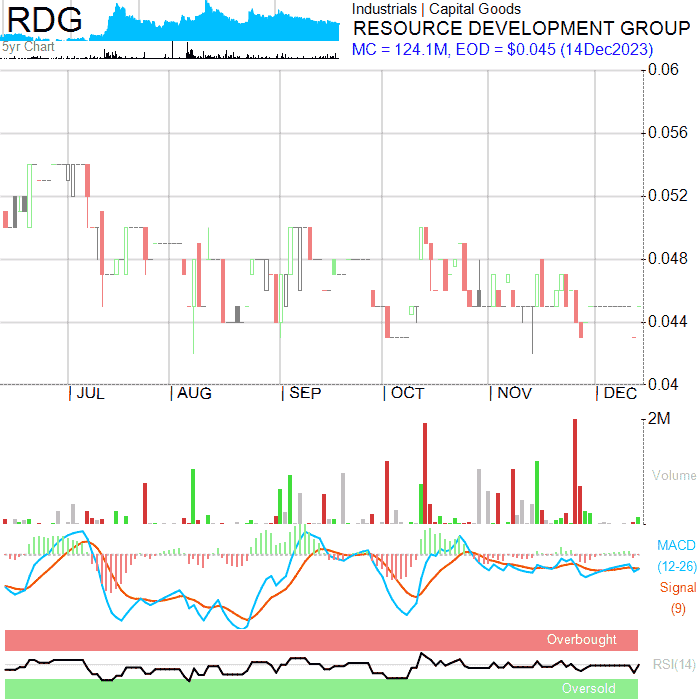 RDG
5yr Chart
Industrials | Capital Goods
RESOURCE DEVELOPMENT GROUP
MC = 124.1M, EOD = $0.045 (14Dec2023)
0.06
0.056
0.052
0.048
0.044
0.04
JUL AUG SEP OCT NOV DEC
2M
Volume
MACD
(12-26)
Signal
(9)
Overbought
RSI(14)
Oversold